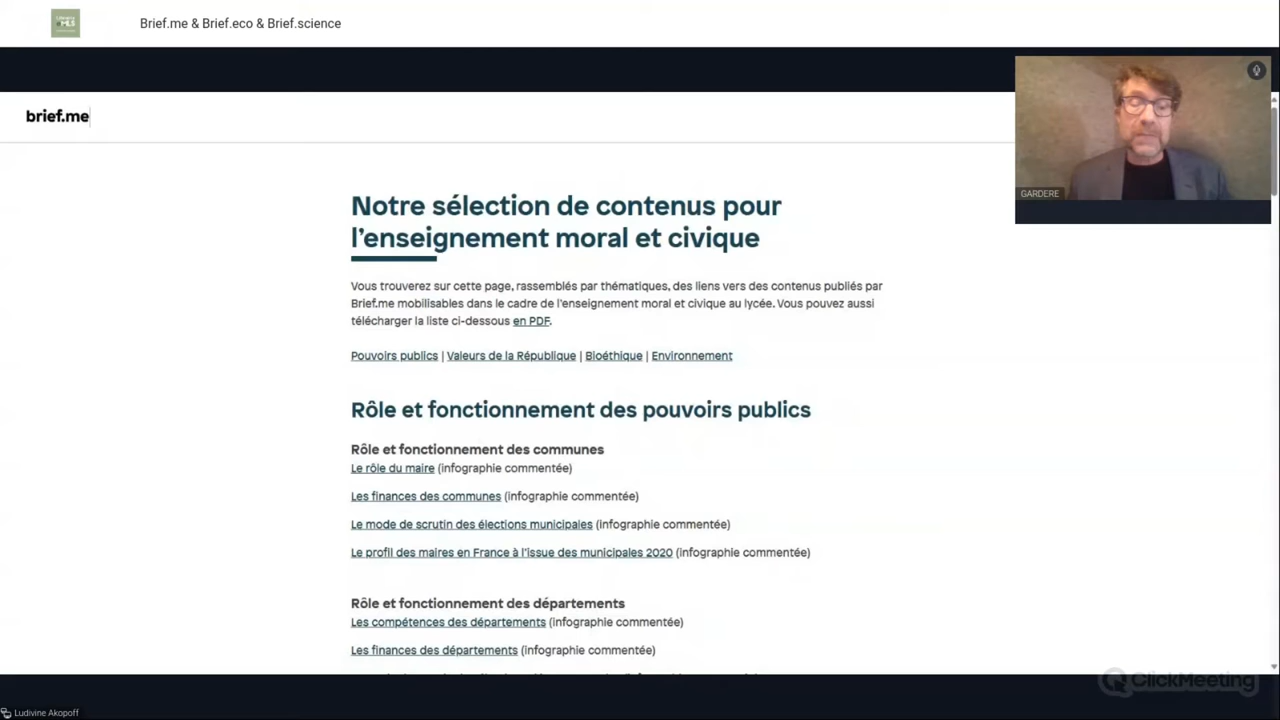 Brief.me & Brief.eco & Brief.science
brief.me
GARDERE
Notre sélection de contenus pour
l'enseignement moral et civique
Vous trouverez sur cette page, rassemblés par thématiques, des liens vers des contenus publiés par
Brief.me mobilisables dans le cadre de l'enseignement moral et civique au lycée. Vous pouvez aussi
télécharger la liste ci-dessous en PDF.
Pouvoirs publics | Valeurs de la République | Bioéthique | Environnement
Rôle et fonctionnement des pouvoirs publics
Rôle et fonctionnement des communes
Le rôle du maire (infographie commentée)
Les finances des communes (infographie commentée)
Le mode de scrutin des élections municipales (infographie commentée)
Le profil des maires en France à l'issue des municipales 2020 (infographie commentée)
Rôle et fonctionnement des départements
Les compétences des départements (infographie commentée)
Les finances des départements (infographie commentée)
ClickMeeting
Ludivine Akopoff